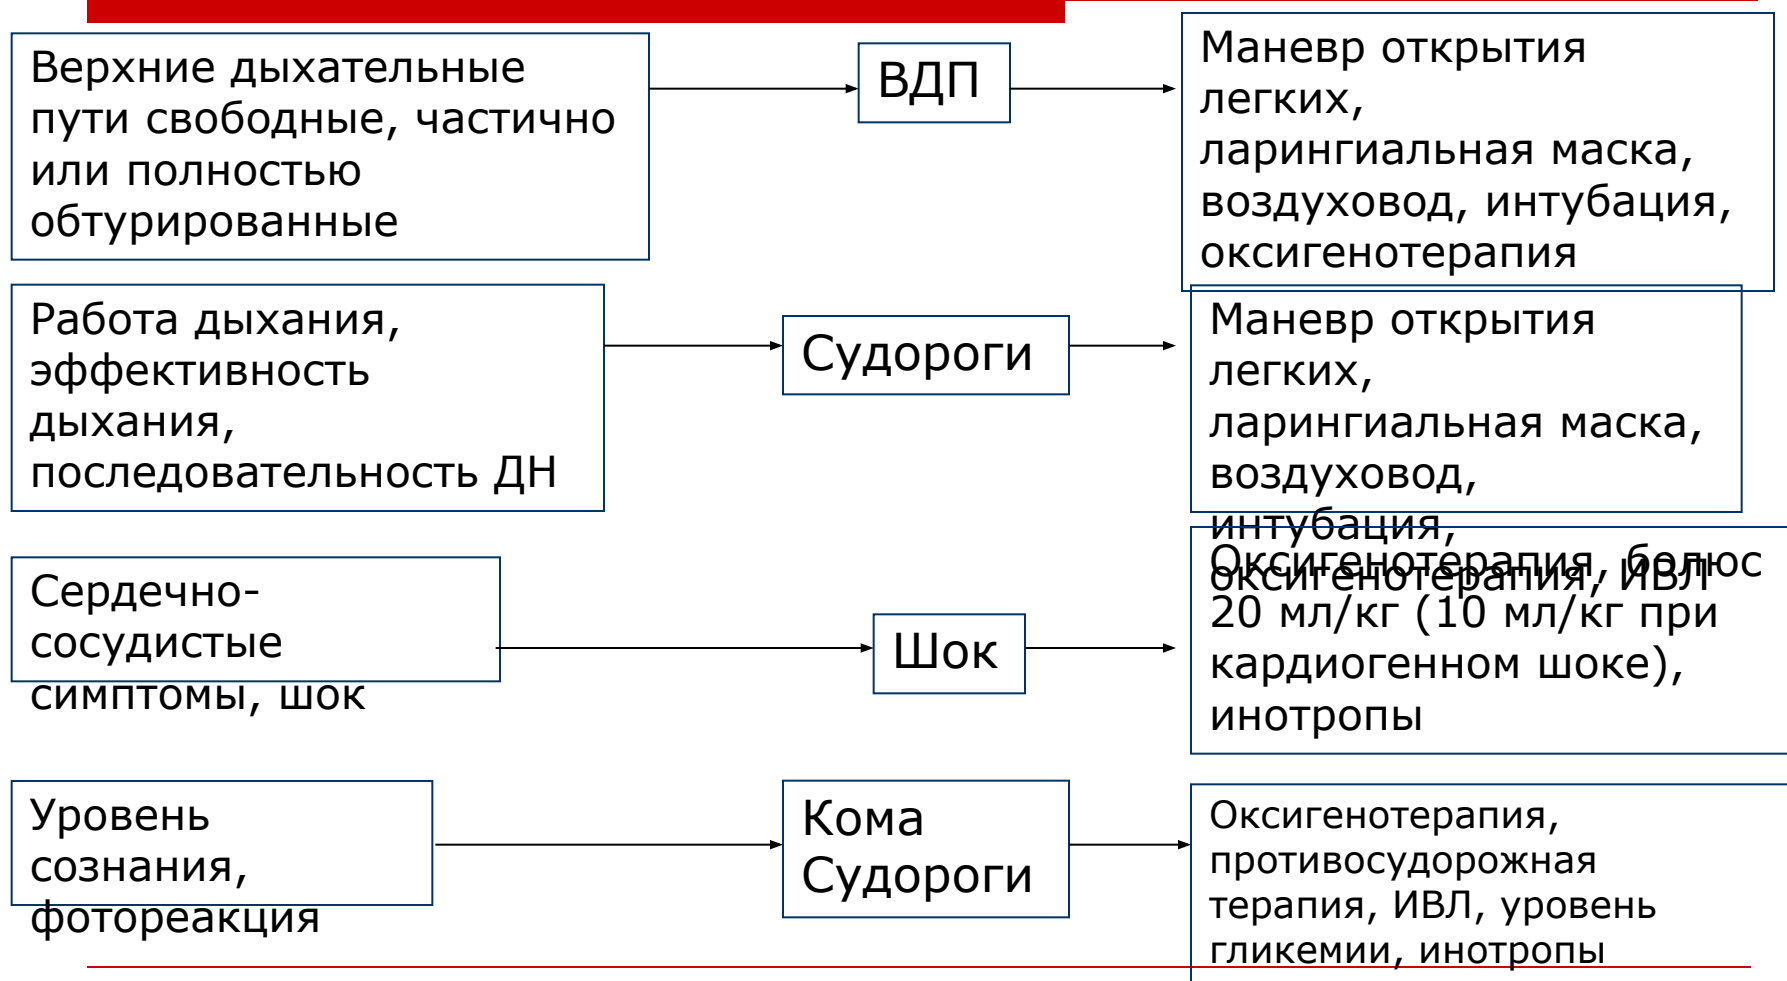 Верхние дыхательные
пути свободные, частично
или полностью
обтурированные
ВДП
Маневр открытия
легких,
ларингиальная маска,
воздуховод, интубация,
оксигенотерапия
Работа дыхания,
эффективность
дыхания,
последовательность ДН
Судороги
Маневр открытия
легких,
ларингиальная маска,
воздуховод,
интубация,
оксигенотерапия, ИВЛ
Сердечно-
сосудистые
симптомы, шок
Шок
Оксигенотерапия, болюс
20 мл/кг (10 мл/кг при
кардиогенном шоке),
инотропы
Уровень
сознания,
фотореакция
Кома
Судороги
Оксигенотерапия,
противосудорожная
терапия, ИВЛ, уровень
гликемии, инотропы